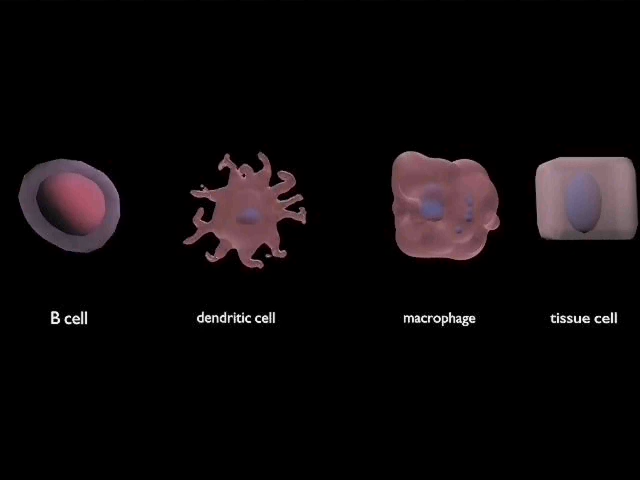 B cell
dendritic cell
macrophage
tissue cell